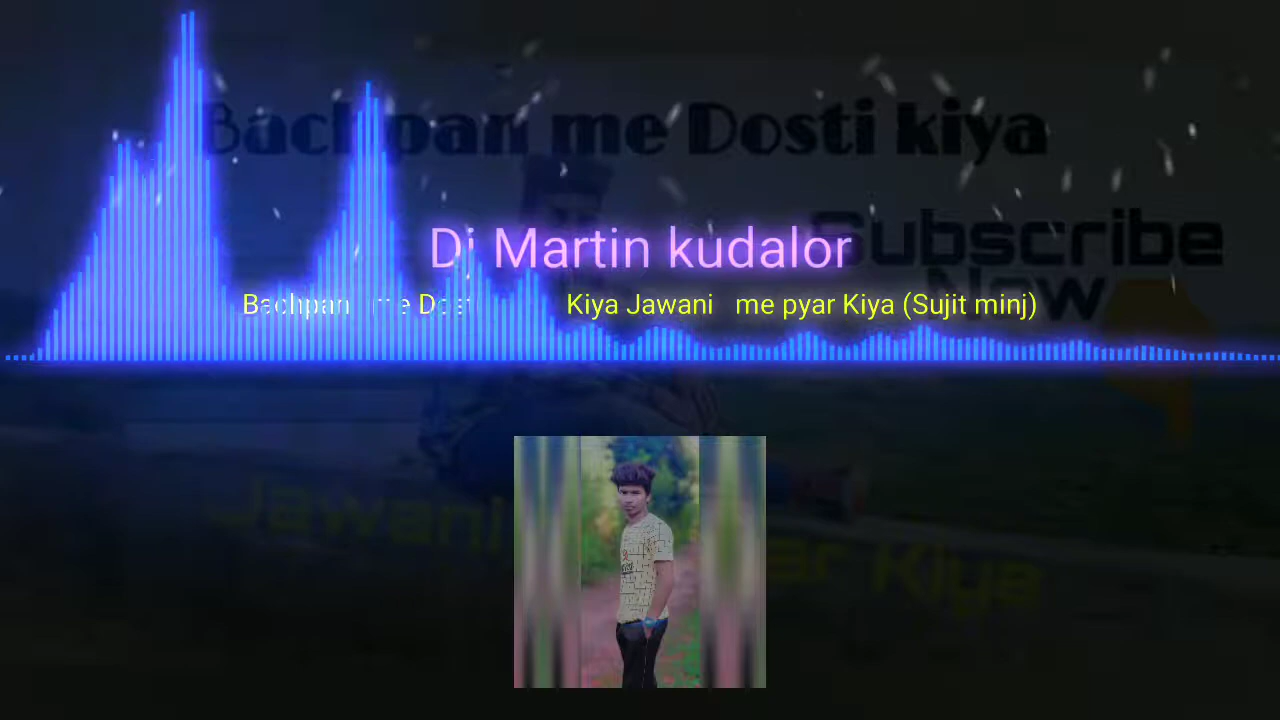 Bachpan me Dosti kiya
Subscribe
Now
Dj Martin kudalor
Bachpan me Dosti Kiya Jawani me pyar Kiya (Sujit minj)
Jawani
Kiya